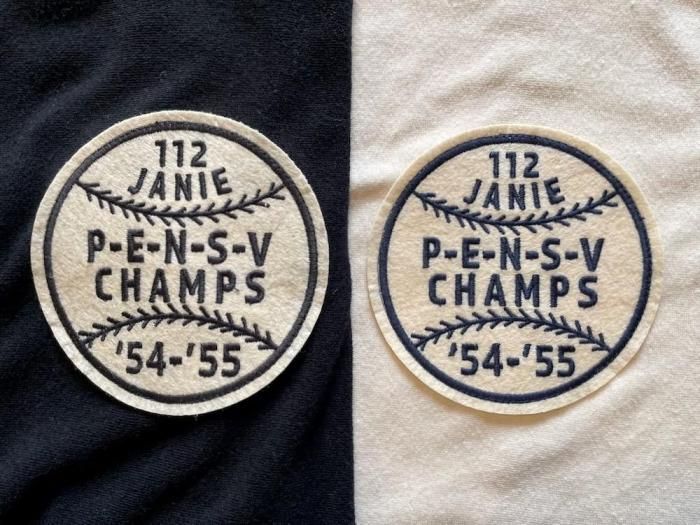 112
JANIE
P-E-N-S-V
CHAMPS
'54-'55
112
JANIE
P-E-N-S-V
CHAMPS
'54-'55